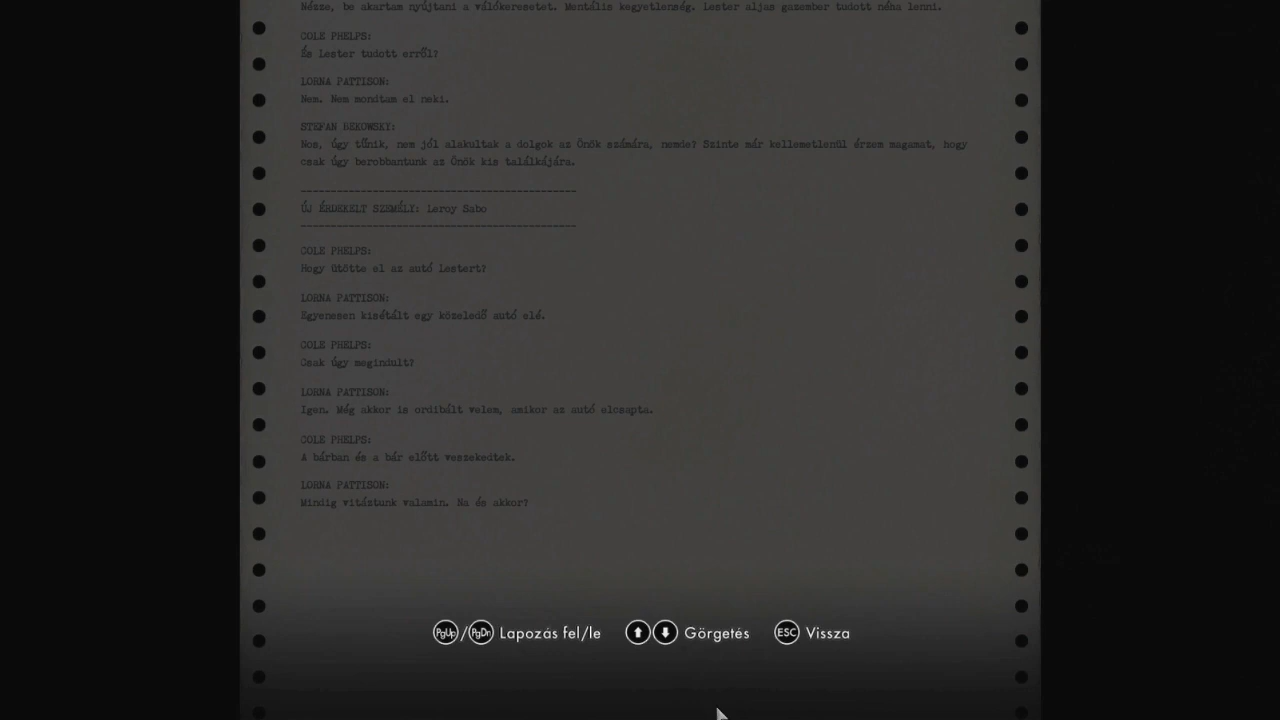 Nézze, be akartam nyújtani a válókeresetet. Mentális kegyetlenség. Lester aljas gazember tudott néha lenni.
COLE PHELPS:
És Lester tudott erről?
LORNA PATTISON:
Nem. Nem mondtam el neki.
STEFAN BEKOWSKY:
Nos, úgy tűnik, nem jól alakultak a dolgok az Önök számára, nemde? Szinte már kellemetlenül érzem magamat, hogy
csak úgy berobbantunk az Önök kis találkájára.
---------------------------------------------
ÚJ ÉRDEKELT SZEMÉLY: Leroy Sabo
---------------------------------------------
COLE PHELPS:
Hogy ütötte el az autó Lestert?
LORNA PATTISON:
Egyenesen kisétált egy közeledő autó elé.
COLE PHELPS:
Csak úgy megindult?
LORNA PATTISON:
Igen. Még akkor is ordibált velem, amikor az autó elcsapta.
COLE PHELPS:
A bárban és a bár előtt veszekedtek.
LORNA PATTISON:
Mindig vitáztunk valamin. Na és akkor?
PgUp/PgDn Lapozás fel/le ⬆⬇ Görgetés ESC Vissza